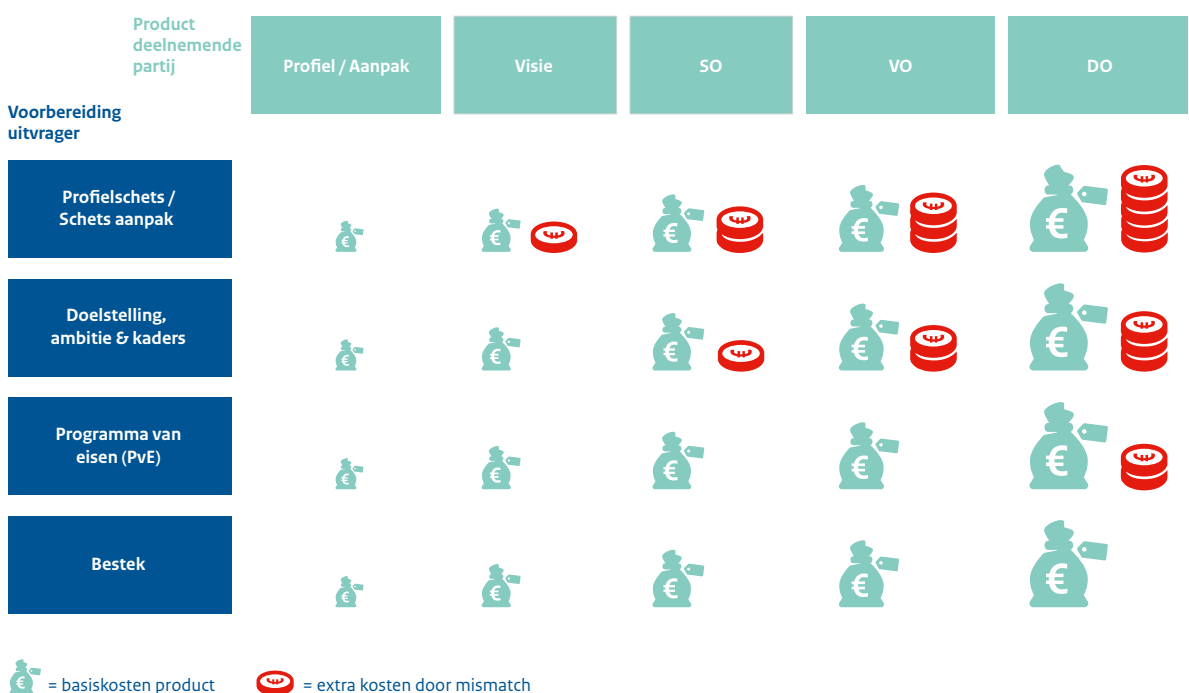 Product
deelnemende
partij
Profiel / Aanpak
Visie
SO
VO
DO
Voorbereiding
uitvrager
Profielschets /
Schets aanpak
€
€
€
€
€
Doelstelling,
ambitie & kaders
€
€
€
€
€
Programma van
eisen (PvE)
€
€
€
€
€
Bestek
€
€
€
€
€
€ = basiskosten product
€ = extra kosten door mismatch